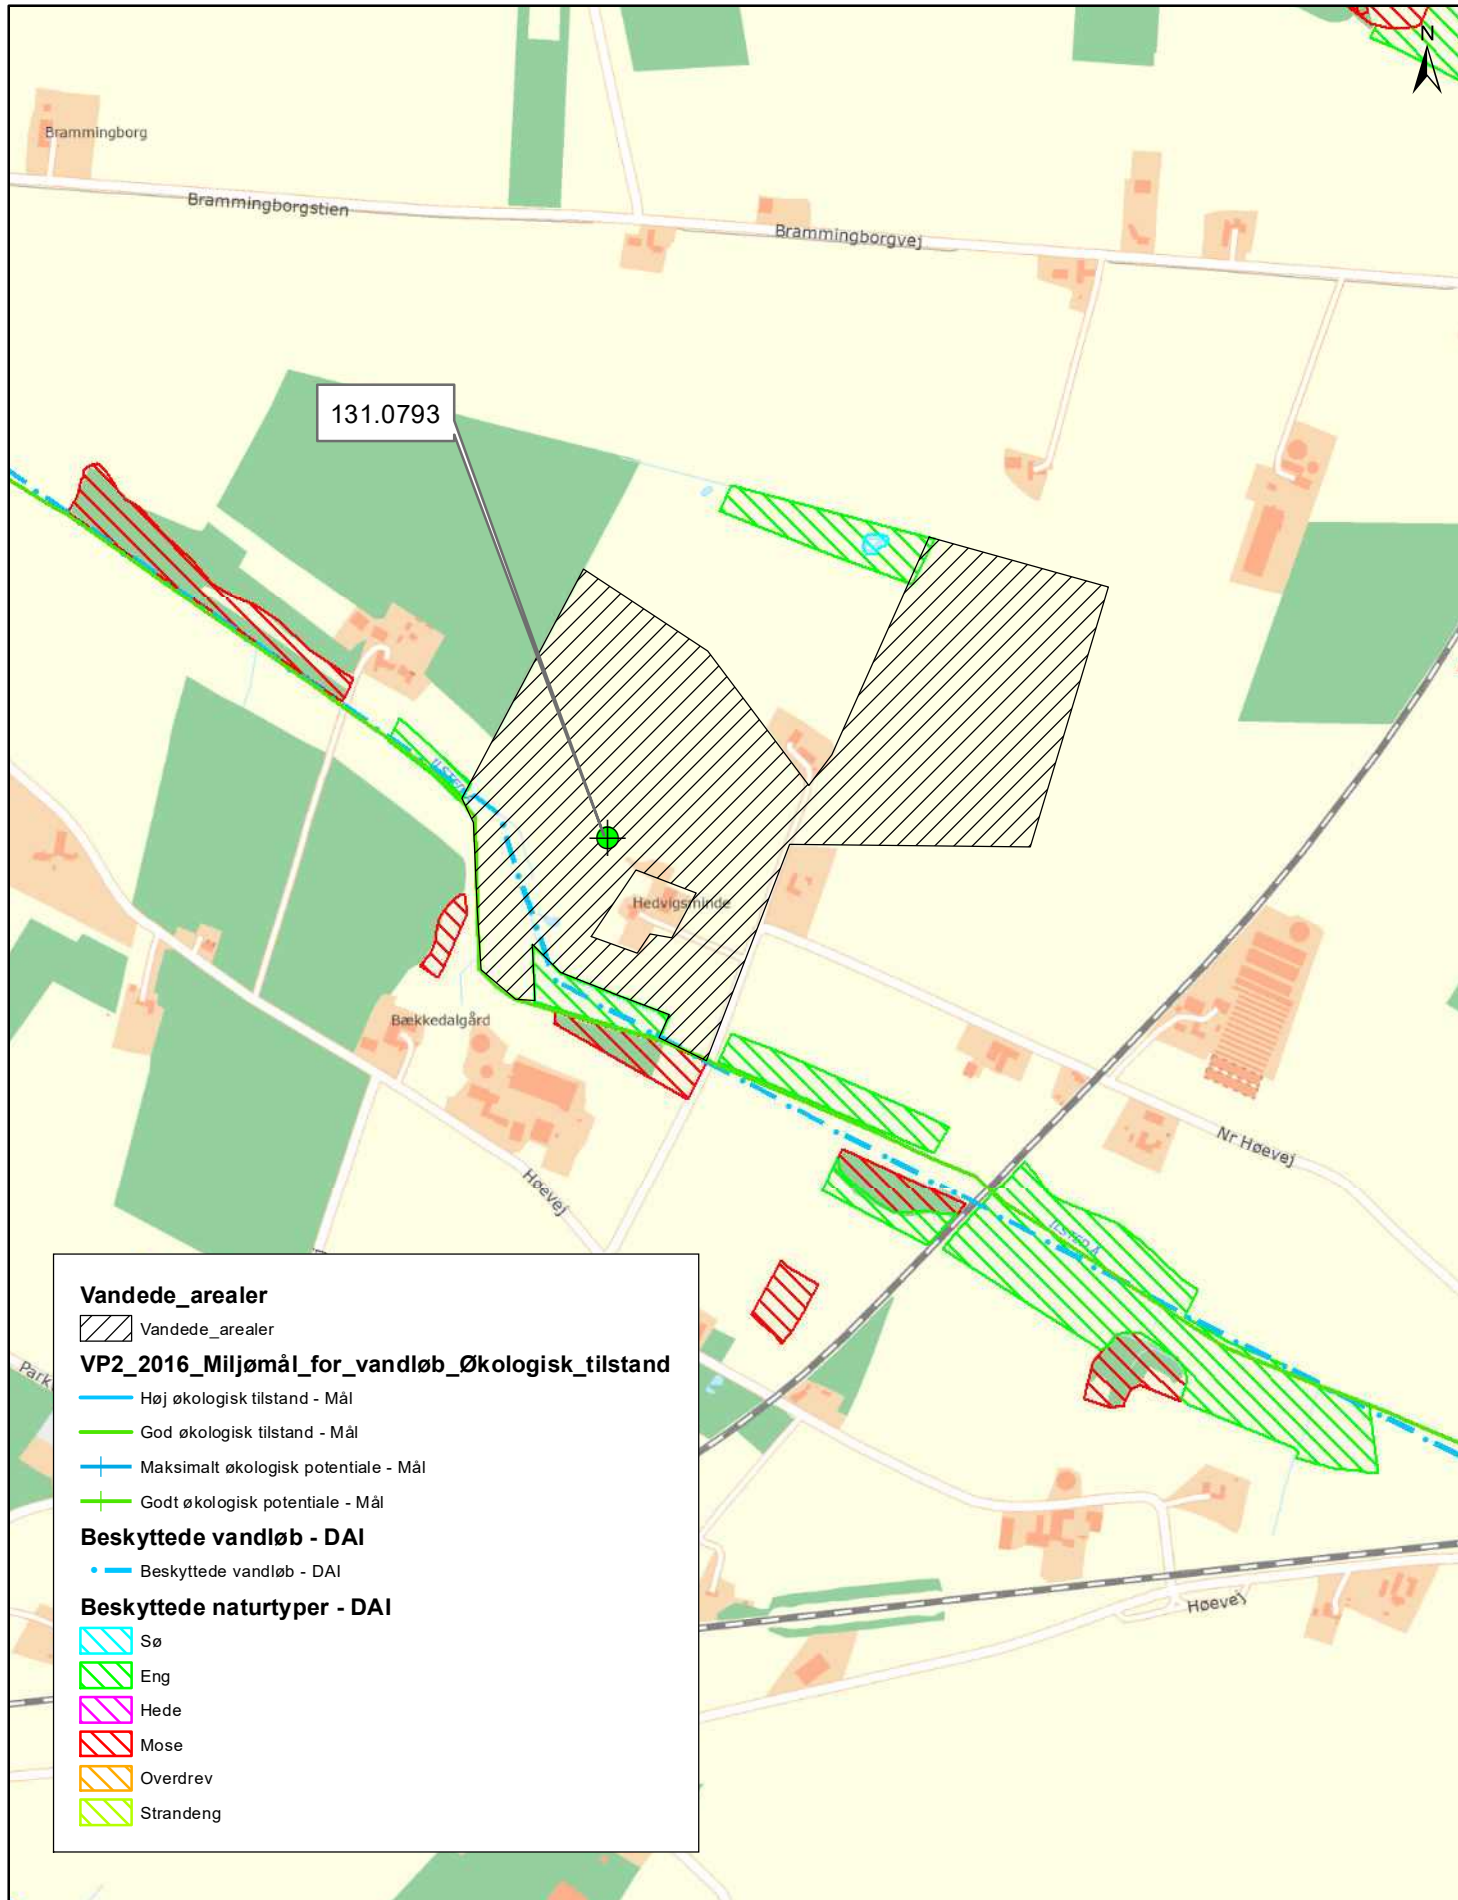 N
Brammingborg
Brammingborgstien
Brammingborgvej
131.0793
Hedvigsminde
Bækkedalgård
Nr Høevej
Høevej
ILSTED Å
Høevej
Vandede_arealer
Vandede_arealer
VP2_2016_Miljømål_for_vandløb_Økologisk_tilstand
Høj økologisk tilstand - Mål
God økologisk tilstand - Mål
Maksimalt økologisk potentiale - Mål
Godt økologisk potentiale - Mål
Beskyttede vandløb - DAI
Beskyttede vandløb - DAI
Beskyttede naturtyper - DAI
Sø
Eng
Hede
Mose
Overdrev
Strandeng